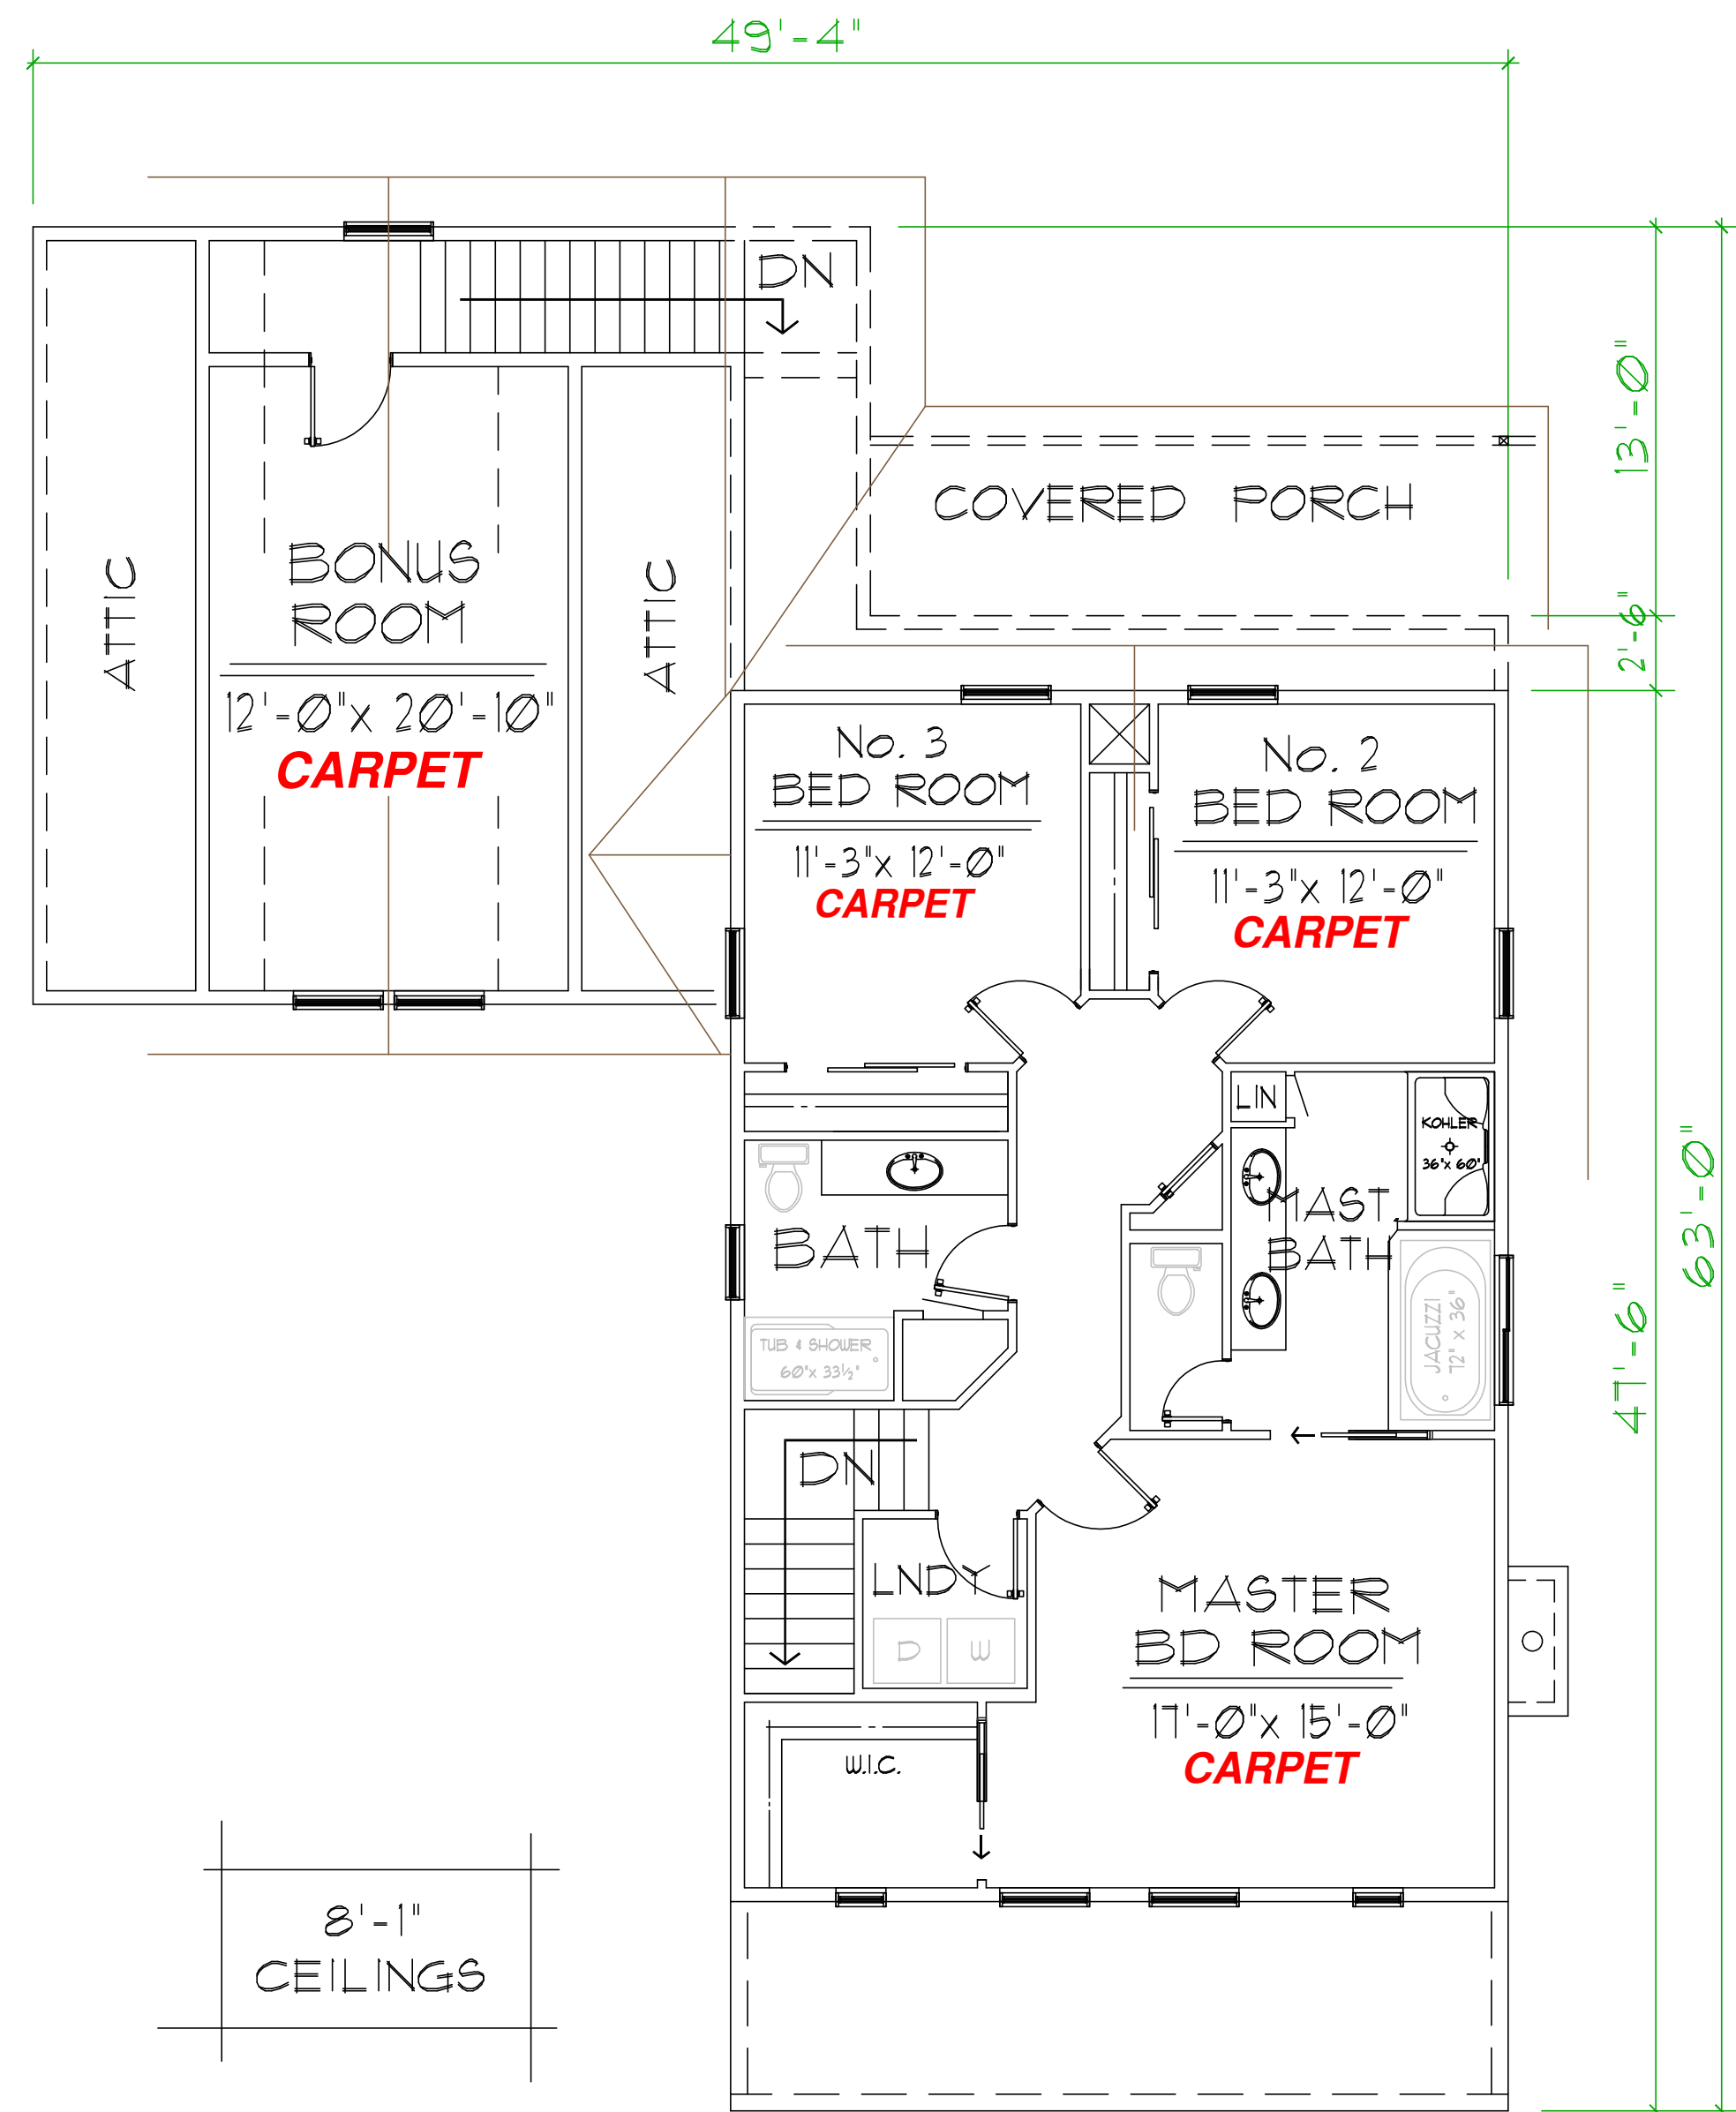 49'-4"
DN
13'-0"
COVERED PORCH
ATTIC
BONUS
ROOM
12'-0"x 20'-10"
CARPET
ATTIC
2'-6"
No. 3
BED ROOM
11'-3"x 12'-0"
CARPET
No. 2
BED ROOM
11'-3"x 12'-0"
CARPET
LIN
KOHLER
36"x 60"
MAST
BATH
BATH
63'-0"
47'-6"
TUB & SHOWER
60"x 33½"
JACUZZI
72" x 36"
DN
LNDY
D
W
MASTER
BD ROOM
17'-0"x 15'-0"
CARPET
W.I.C.
8'-1"
CEILINGS